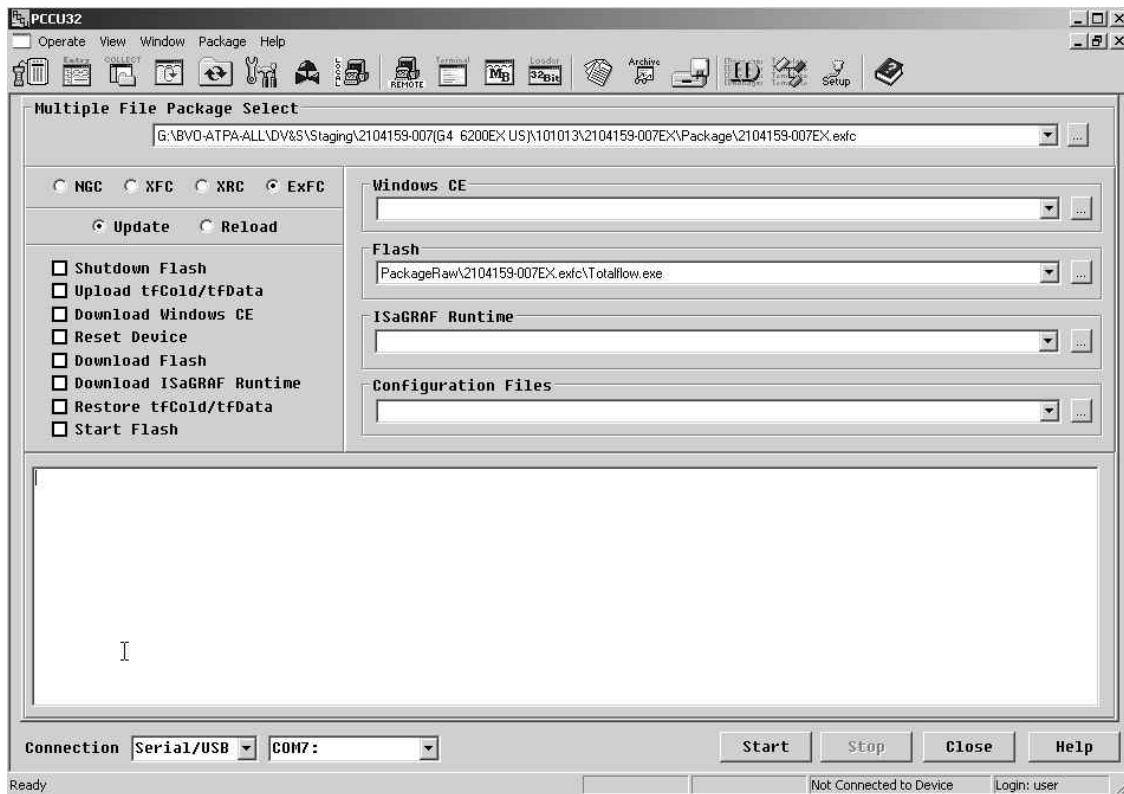 PCCU32
Operate View Window Package Help
Entry COLLECT LOCAL REMOTE Terminal MB Loader 32Bit Archive ID Setup
Multiple File Package Select
G:\BVO-ATPA-ALL\DV&S\Staging\2104159-007(G4 6200EX US)\101013\2104159-007EX\Package\2104159-007EX.exfc
...
NGC XFC XRC ExFC
Update Reload
Shutdown Flash
Upload tfCold/tfData
Download Windows CE
Reset Device
Download Flash
Download ISaGRAF Runtime
Restore tfCold/tfData
Start Flash
Windows CE
...
Flash
PackageRaw\2104159-007EX.exfc\Totalflow.exe
...
ISaGRAF Runtime
...
Configuration Files
...
Connection Serial/USB COM7: Start Stop Close Help
Ready Not Connected to Device Login: user